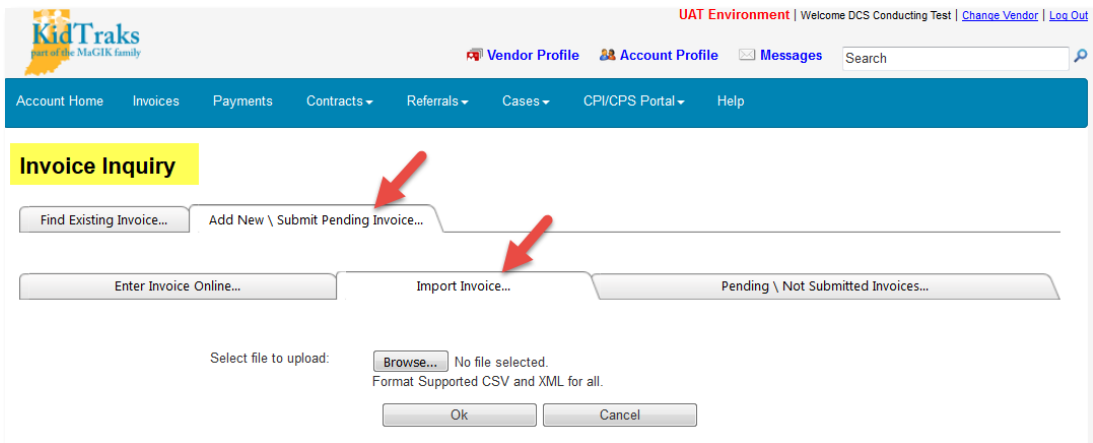 UAT Environment | Welcome DCS Conducting Test | Change Vendor | Log Out
KidTraks
part of the MaGIK family
Vendor Profile Account Profile Messages Search
Account Home Invoices Payments Contracts Referrals Cases CPI/CPS Portal Help
Invoice Inquiry
Find Existing Invoice... Add New \ Submit Pending Invoice...
Enter Invoice Online... Import Invoice... Pending \ Not Submitted Invoices...
Select file to upload: Browse... No file selected.
Format Supported CSV and XML for all.
Ok Cancel